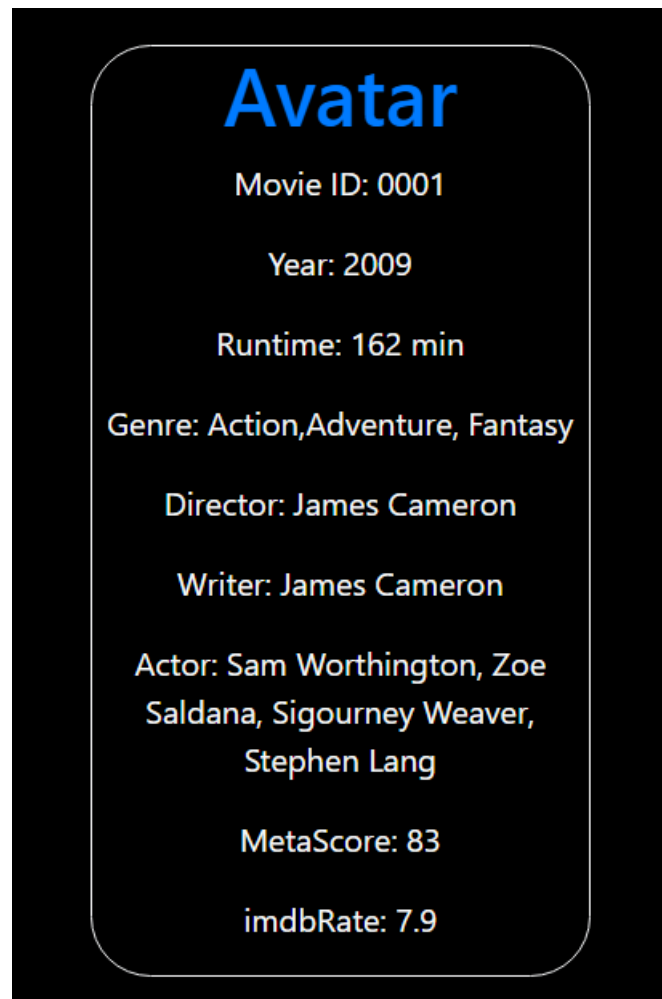 Avatar
Movie ID: 0001
Year: 2009
Runtime: 162 min
Genre: Action,Adventure, Fantasy
Director: James Cameron
Writer: James Cameron
Actor: Sam Worthington, Zoe
Saldana, Sigourney Weaver,
Stephen Lang
MetaScore: 83
imdbRate: 7.9